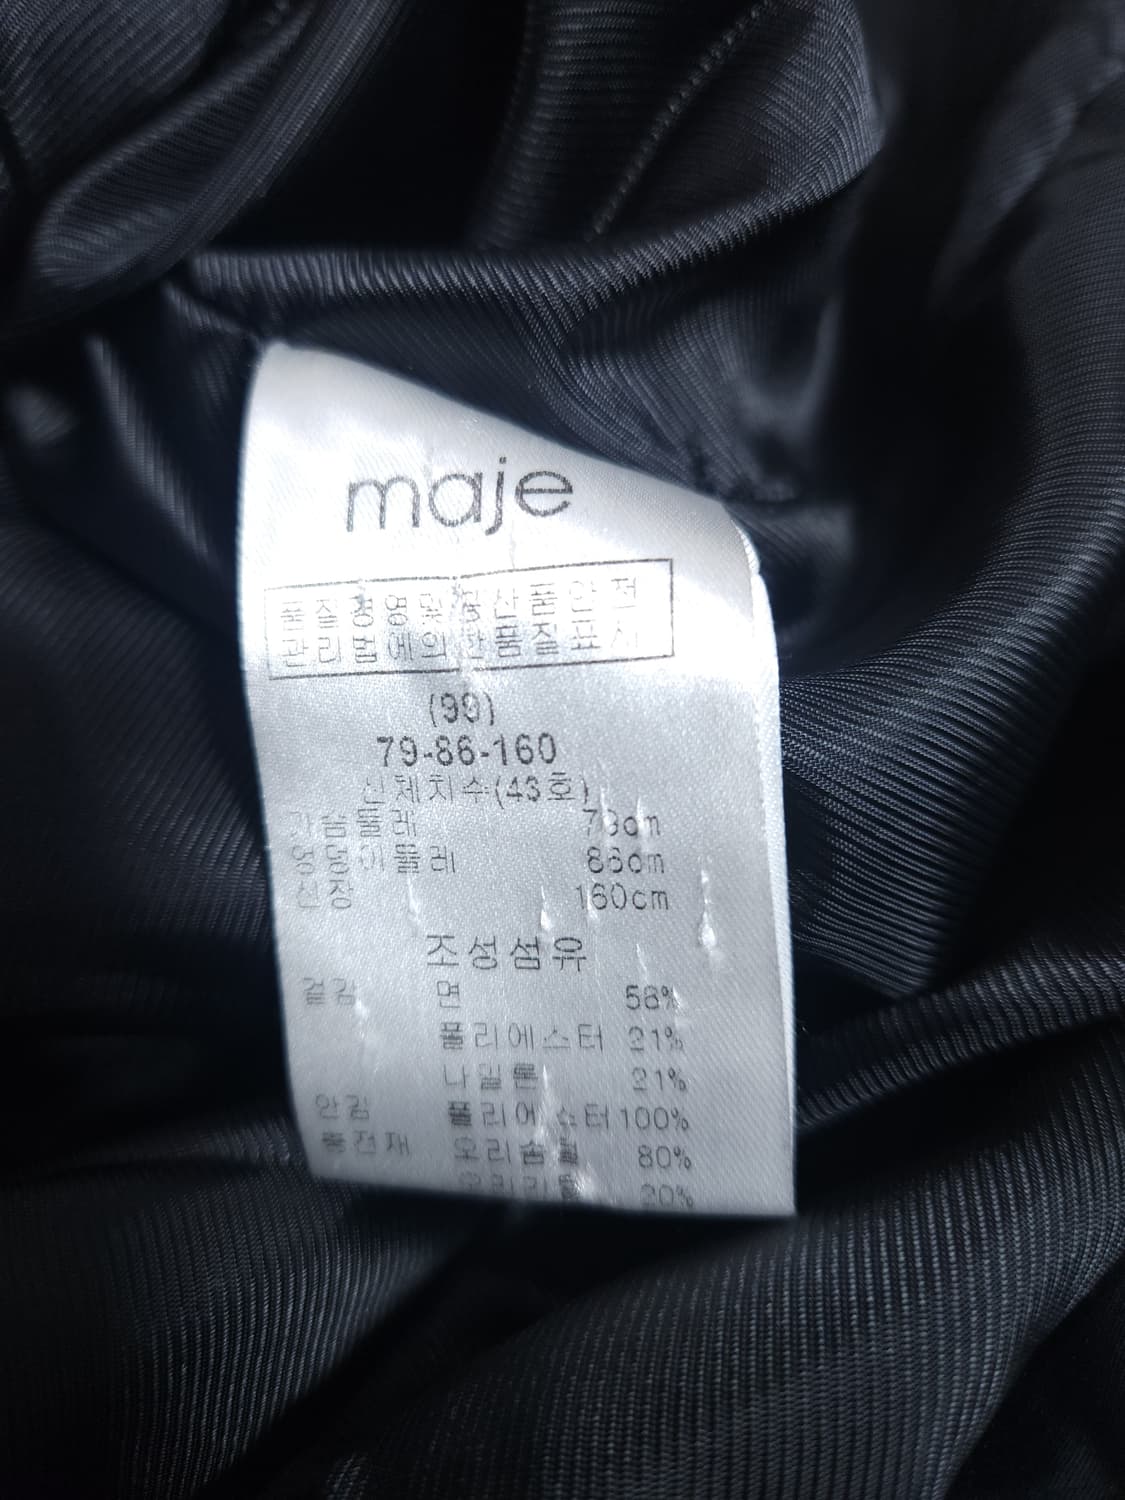 maje
품질경영및공산품안전
관리법에의한품질표시
(99)
79-86-160
신체치수(43호)
가슴둘레 79cm
엉덩이둘레 86cm
신장 160cm
조성섬유
겉감 면 58%
폴리에스터 21%
나일론 21%
안감 폴리에스터 100%
충전재 오리솜털 80%
20%